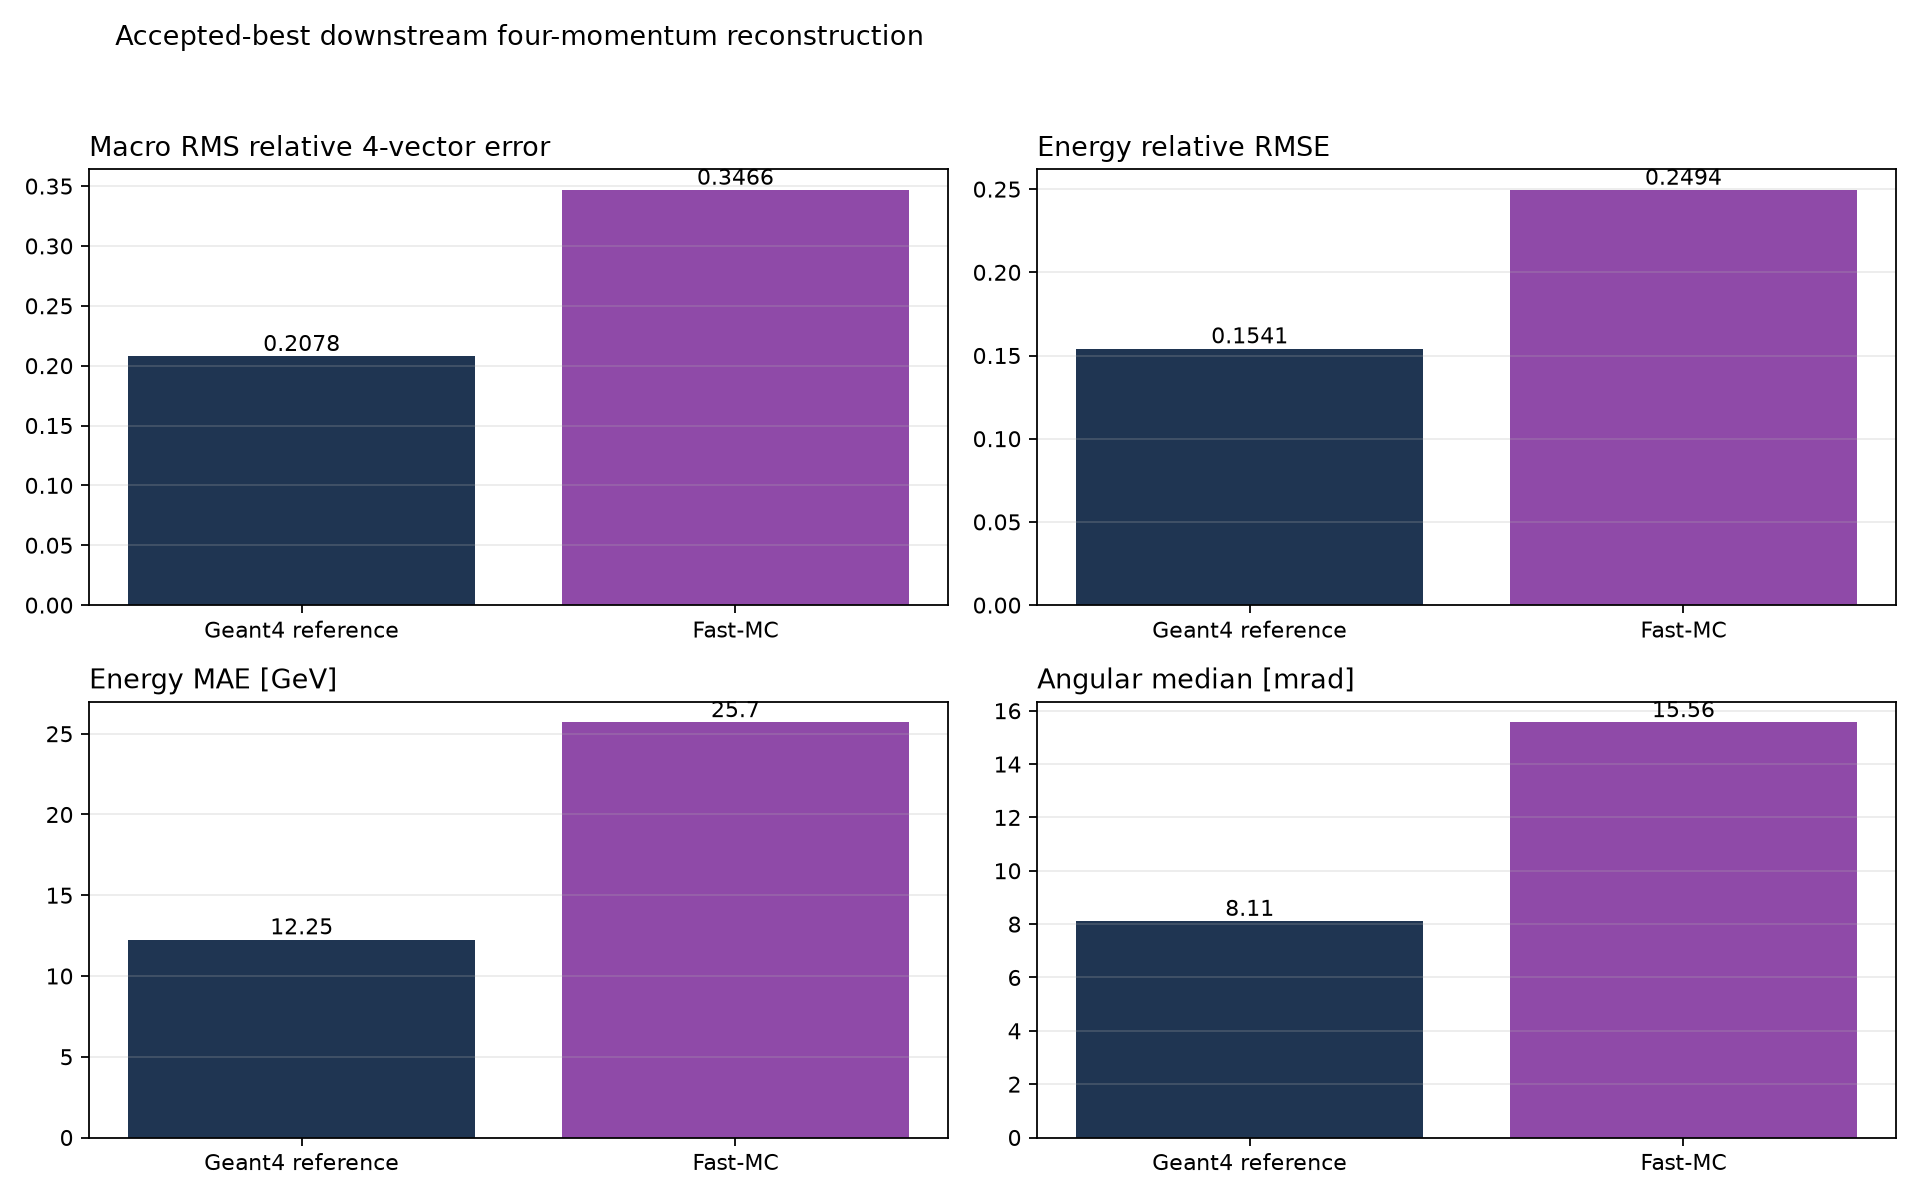 Accepted-best downstream four-momentum reconstruction
Macro RMS relative 4-vector error
0.35
0.30
0.25
0.20
0.15
0.10
0.05
0.00
0.2078
0.3466
Geant4 reference
Fast-MC
Energy relative RMSE
0.25
0.20
0.15
0.10
0.05
0.00
0.1541
0.2494
Geant4 reference
Fast-MC
Energy MAE [GeV]
25
20
15
10
5
0
12.25
25.7
Geant4 reference
Fast-MC
Angular median [mrad]
16
14
12
10
8
6
4
2
0
8.11
15.56
Geant4 reference
Fast-MC